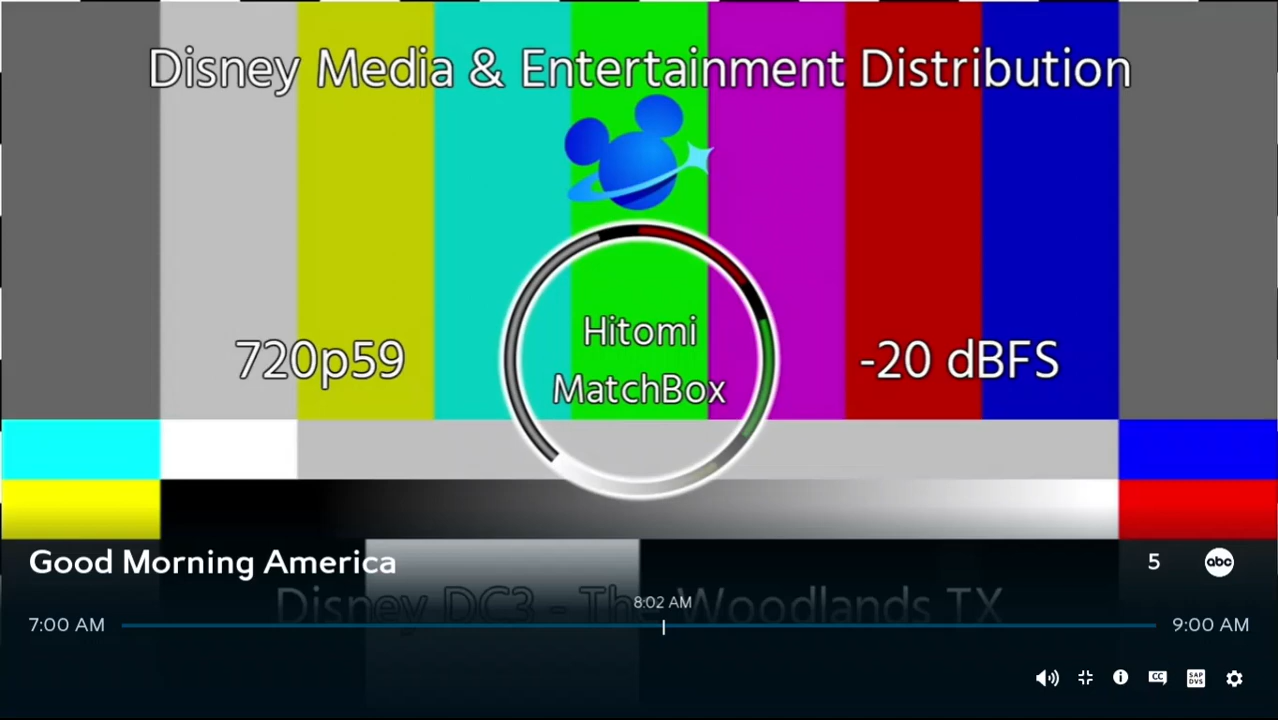 Disney Media & Entertainment Distribution
720p59
Hitomi
MatchBox
-20 dBFS
Good Morning America
5
abc
Disney DC3 - The Woodlands TX
8:02 AM
7:00 AM
9:00 AM
CC
SAP
DVS